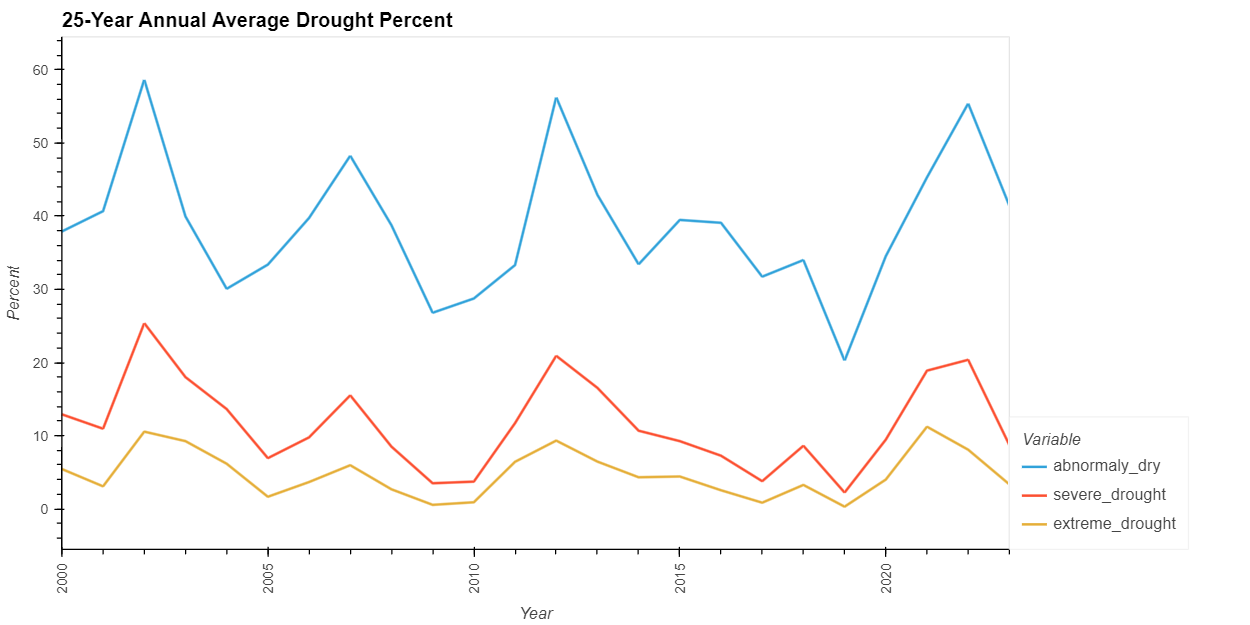 25-Year Annual Average Drought Percent
60
50
40
30
20
10
0
Percent
2000
2005
2010
2015
2020
Year
Variable
abnormaly_dry
severe_drought
extreme_drought